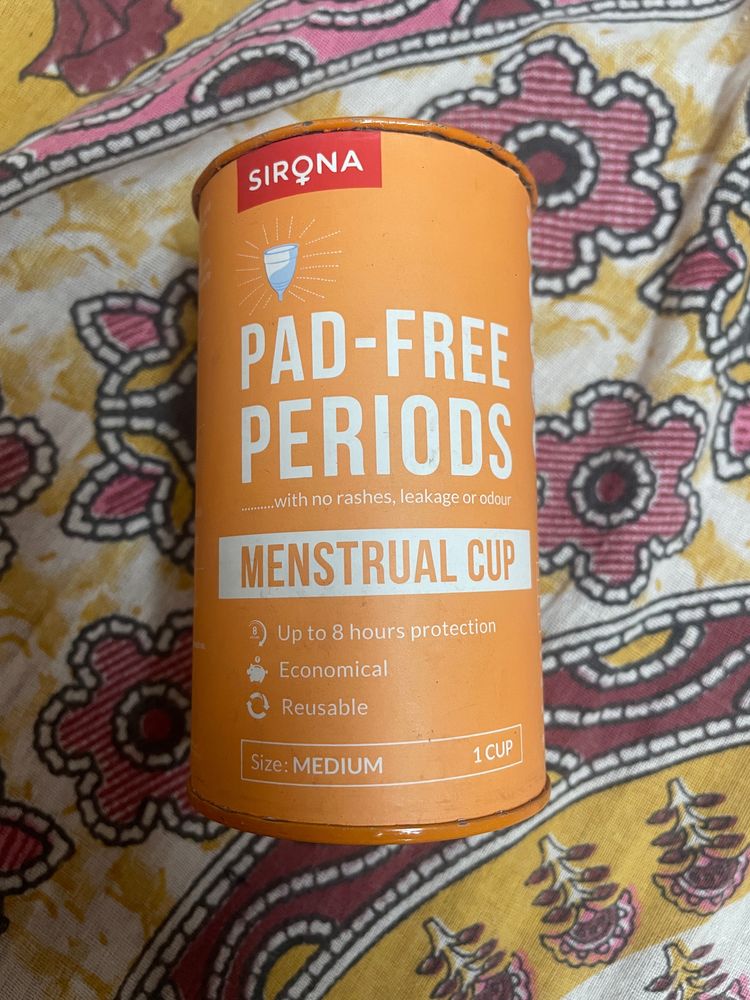 SIRONA
PAD-FREE
PERIODS
..........with no rashes, leakage or odour
MENSTRUAL CUP
8
Up to 8 hours protection
Economical
Reusable
Size: MEDIUM 1 CUP